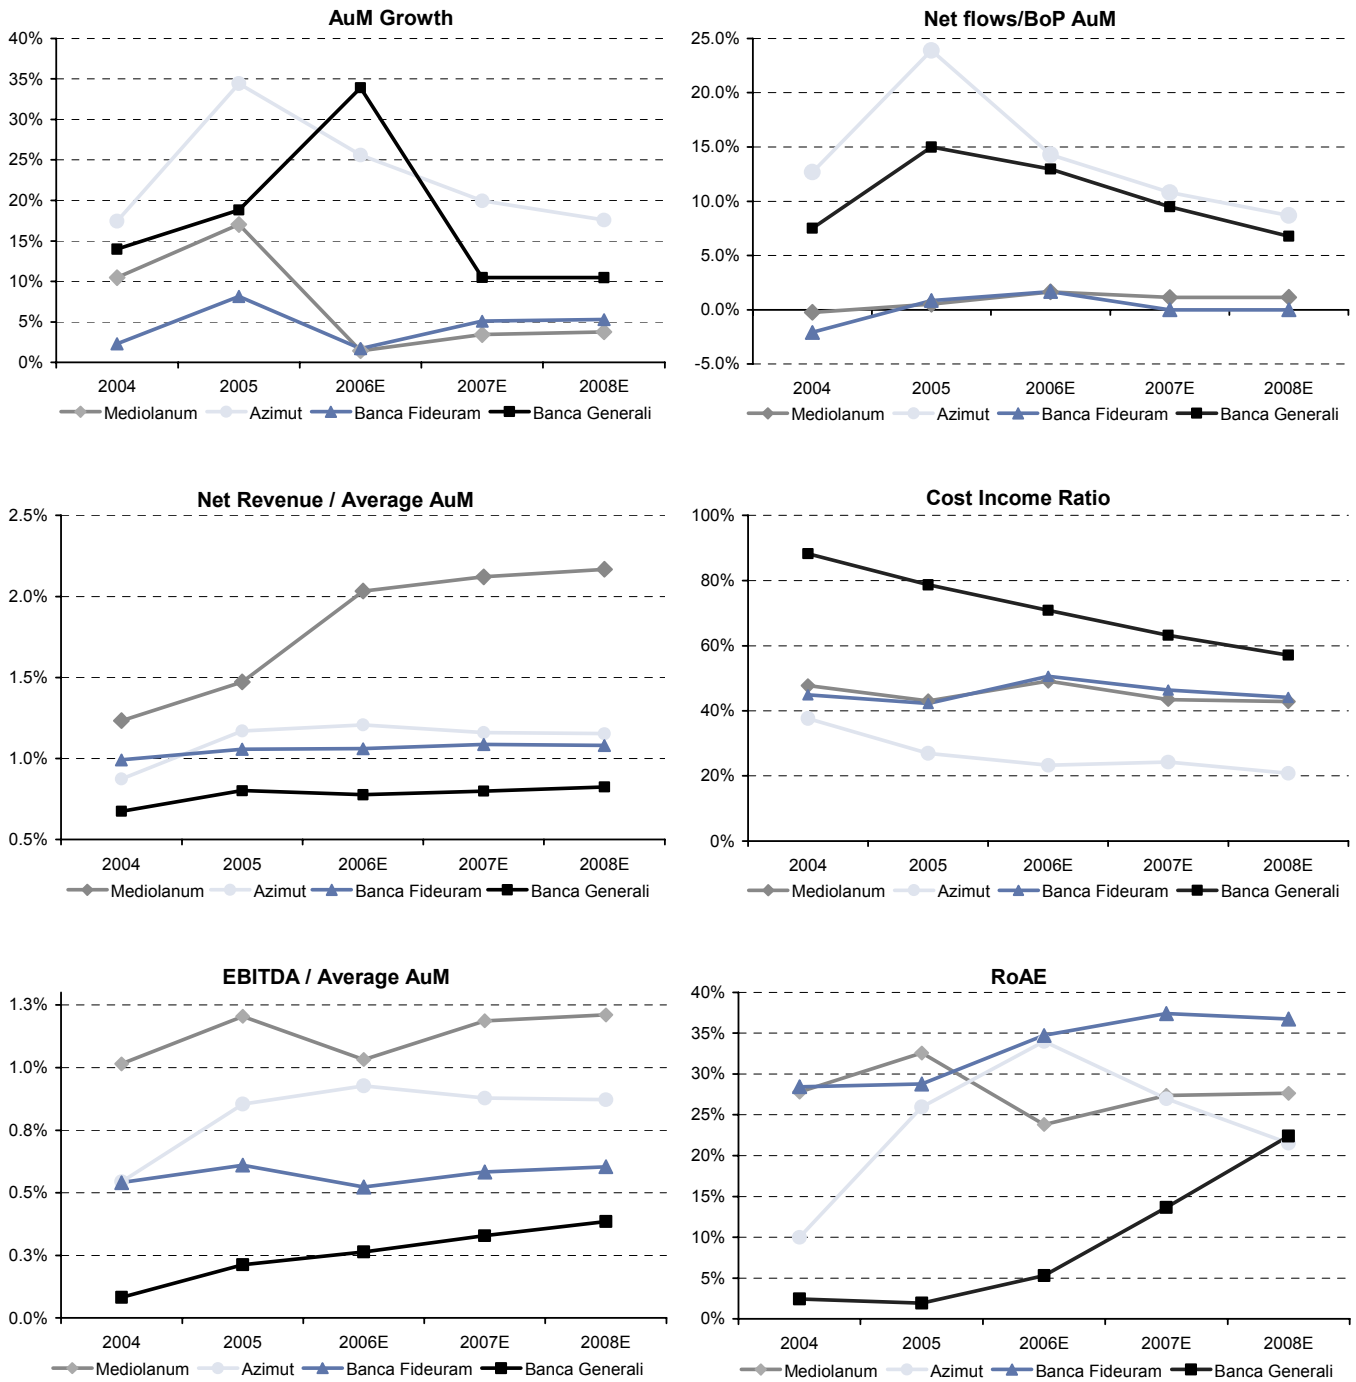 AuM Growth
40%
35%
30%
25%
20%
15%
10%
5%
0%
2004 2005 2006E 2007E 2008E
Mediolanum Azimut Banca Fideuram Banca Generali
Net flows/BoP AuM
25.0%
20.0%
15.0%
10.0%
5.0%
0.0%
-5.0%
2004 2005 2006E 2007E 2008E
Mediolanum Azimut Banca Fideuram Banca Generali
Net Revenue / Average AuM
2.5%
2.0%
1.5%
1.0%
0.5%
2004 2005 2006E 2007E 2008E
Mediolanum Azimut Banca Fideuram Banca Generali
Cost Income Ratio
100%
80%
60%
40%
20%
0%
2004 2005 2006E 2007E 2008E
Mediolanum Azimut Banca Fideuram Banca Generali
EBITDA / Average AuM
1.3%
1.0%
0.8%
0.5%
0.3%
0.0%
2004 2005 2006E 2007E 2008E
Mediolanum Azimut Banca Fideuram Banca Generali
RoAE
40%
35%
30%
25%
20%
15%
10%
5%
0%
2004 2005 2006E 2007E 2008E
Mediolanum Azimut Banca Fideuram Banca Generali